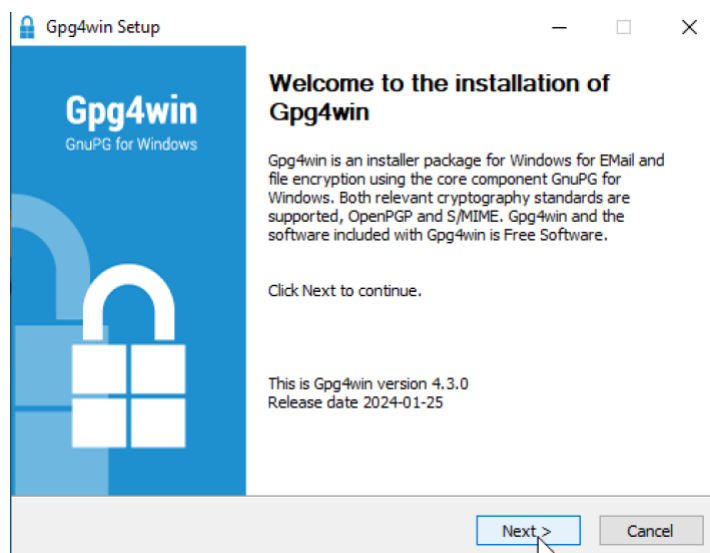 Gpg4win Setup
Gpg4win
GnuPG for Windows
Welcome to the installation of
Gpg4win
Gpg4win is an installer package for Windows for EMail and
file encryption using the core component GnuPG for
Windows. Both relevant cryptography standards are
supported, OpenPGP and S/MIME. Gpg4win and the
software included with Gpg4win is Free Software.
Click Next to continue.
This is Gpg4win version 4.3.0
Release date 2024-01-25
Next >
Cancel